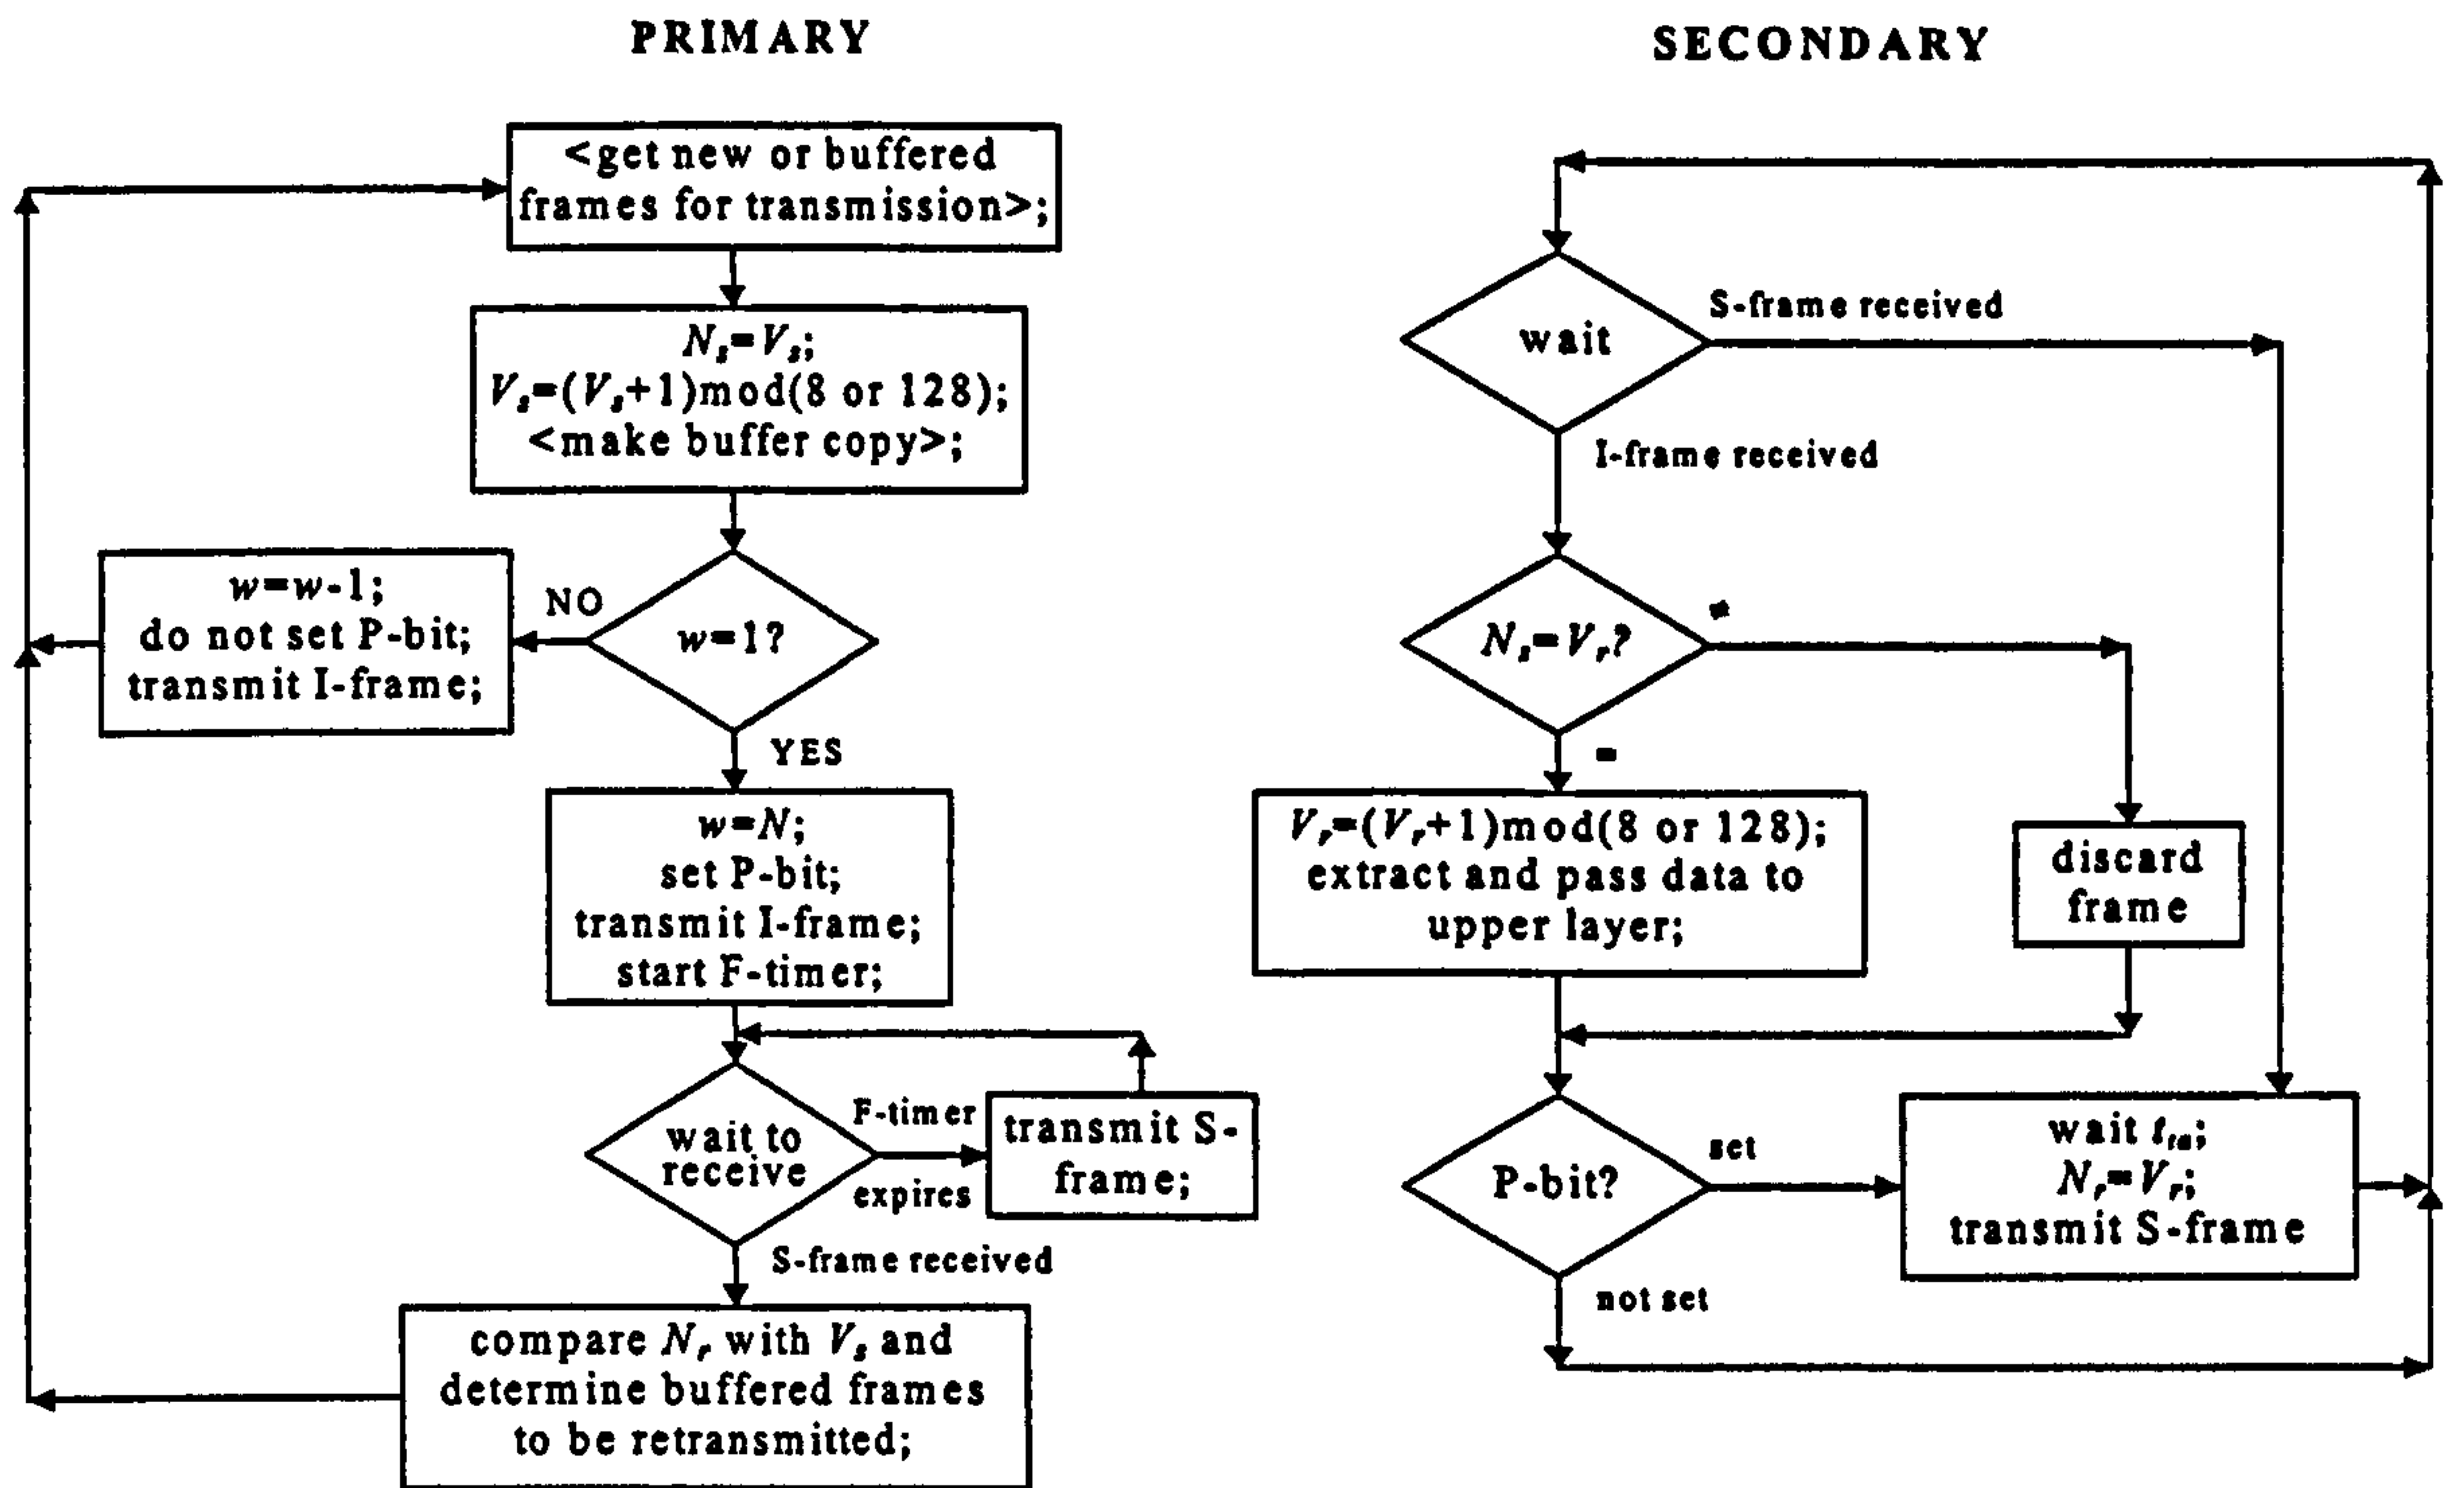 PRIMARY
<get new or buffered
frames for transmission>;
Nₛ=Vₛ;
Vₛ=(Vₛ+1)mod(8 or 128);
<make buffer copy>;
w=1?
NO
w=w-1;
do not set P-bit;
transmit I-frame;
YES
w=N;
set P-bit;
transmit I-frame;
start F-timer;
wait to
receive
F-timer
expires
transmit S-
frame;
S-frame received
compare Nᵣ with Vₛ and
determine buffered frames
to be retransmitted;
SECONDARY
wait
S-frame received
I-frame received
Nₛ=Vᵣ?
=
Vᵣ=(Vᵣ+1)mod(8 or 128);
extract and pass data to
upper layer;
discard
frame
P-bit?
set
wait tₜₐ;
Nᵣ=Vᵣ;
transmit S-frame
not set